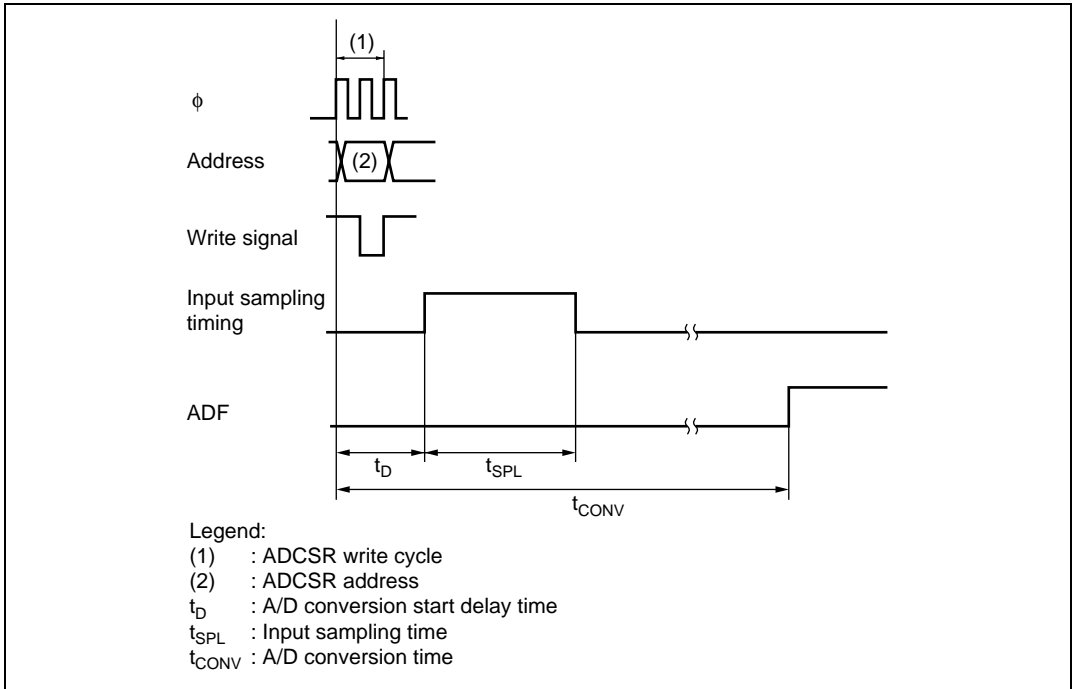 (1)
ϕ
Address
(2)
Write signal
Input sampling
timing
ADF
tD
tSPL
tCONV
Legend:
(1) : ADCSR write cycle
(2) : ADCSR address
tD : A/D conversion start delay time
tSPL : Input sampling time
tCONV : A/D conversion time